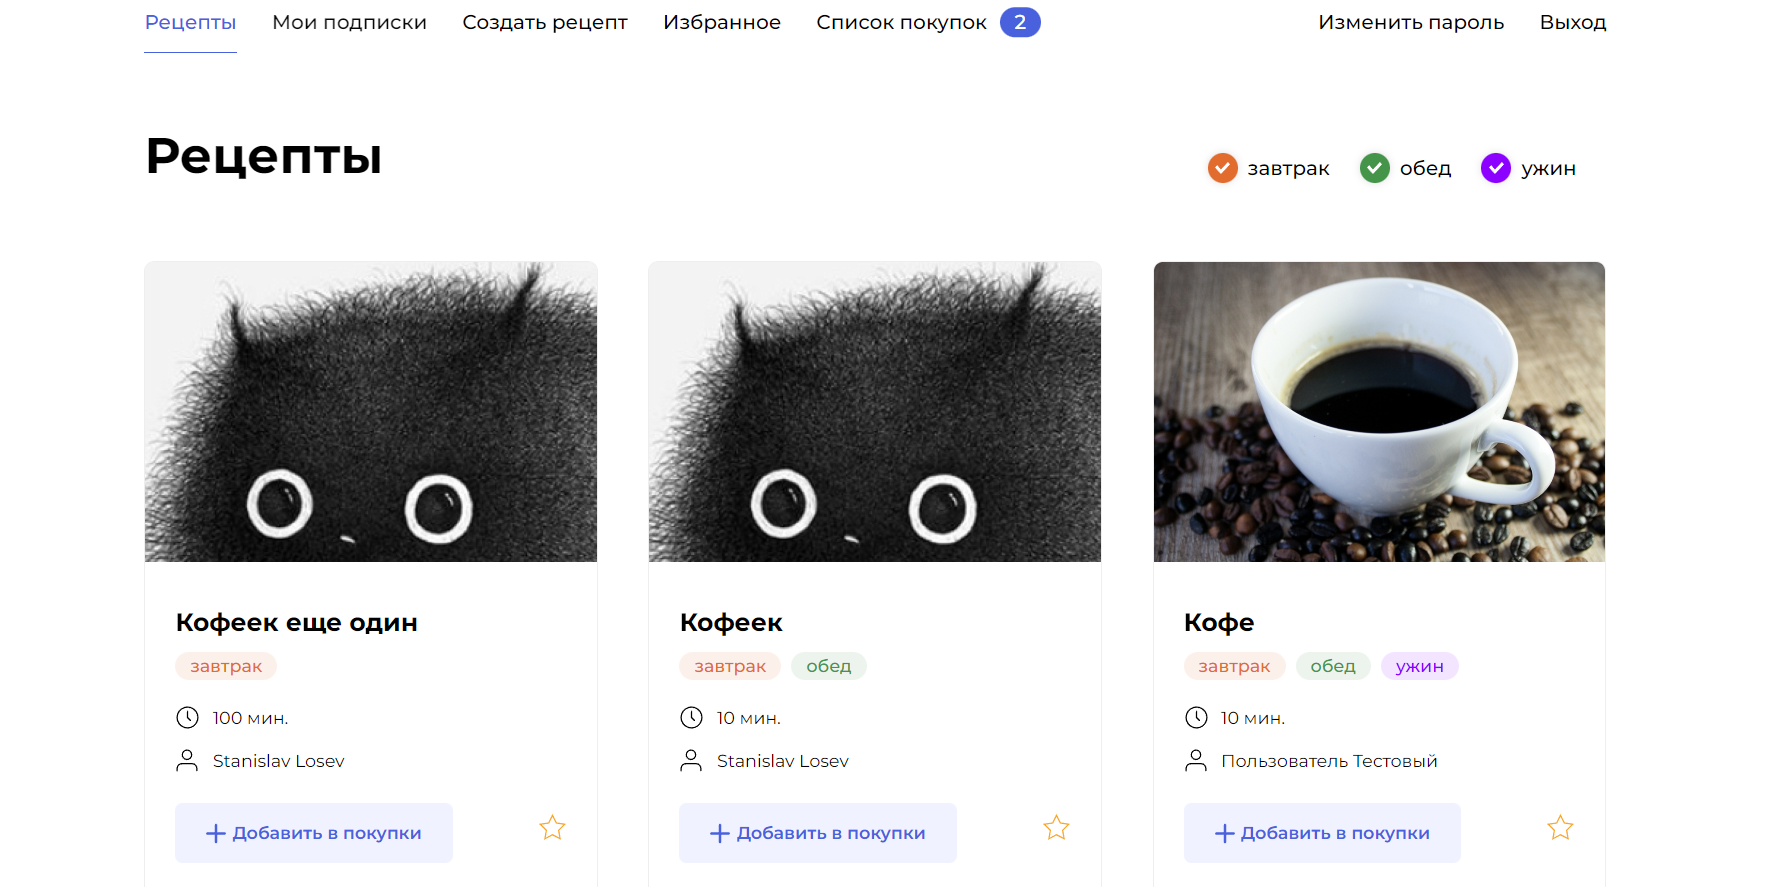 Рецепты Мои подписки Создать рецепт Избранное Список покупок 2 Изменить пароль Выход
Рецепты
завтрак обед ужин
Кофеек еще один
завтрак
100 мин.
Stanislav Losev
Добавить в покупки
Кофеек
завтрак обед
10 мин.
Stanislav Losev
Добавить в покупки
Кофе
завтрак обед ужин
10 мин.
Пользователь Тестовый
Добавить в покупки